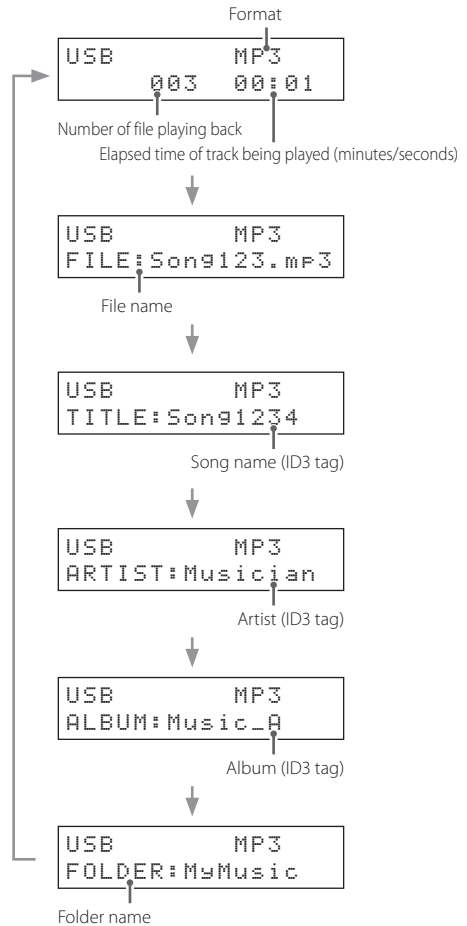 Format
USB MP3
003 00:01
Number of file playing back
Elapsed time of track being played (minutes/seconds)
USB MP3
FILE:Song123.mp3
File name
USB MP3
TITLE:Song1234
Song name (ID3 tag)
USB MP3
ARTIST:Musician
Artist (ID3 tag)
USB MP3
ALBUM:Music_A
Album (ID3 tag)
USB MP3
FOLDER:MyMusic
Folder name